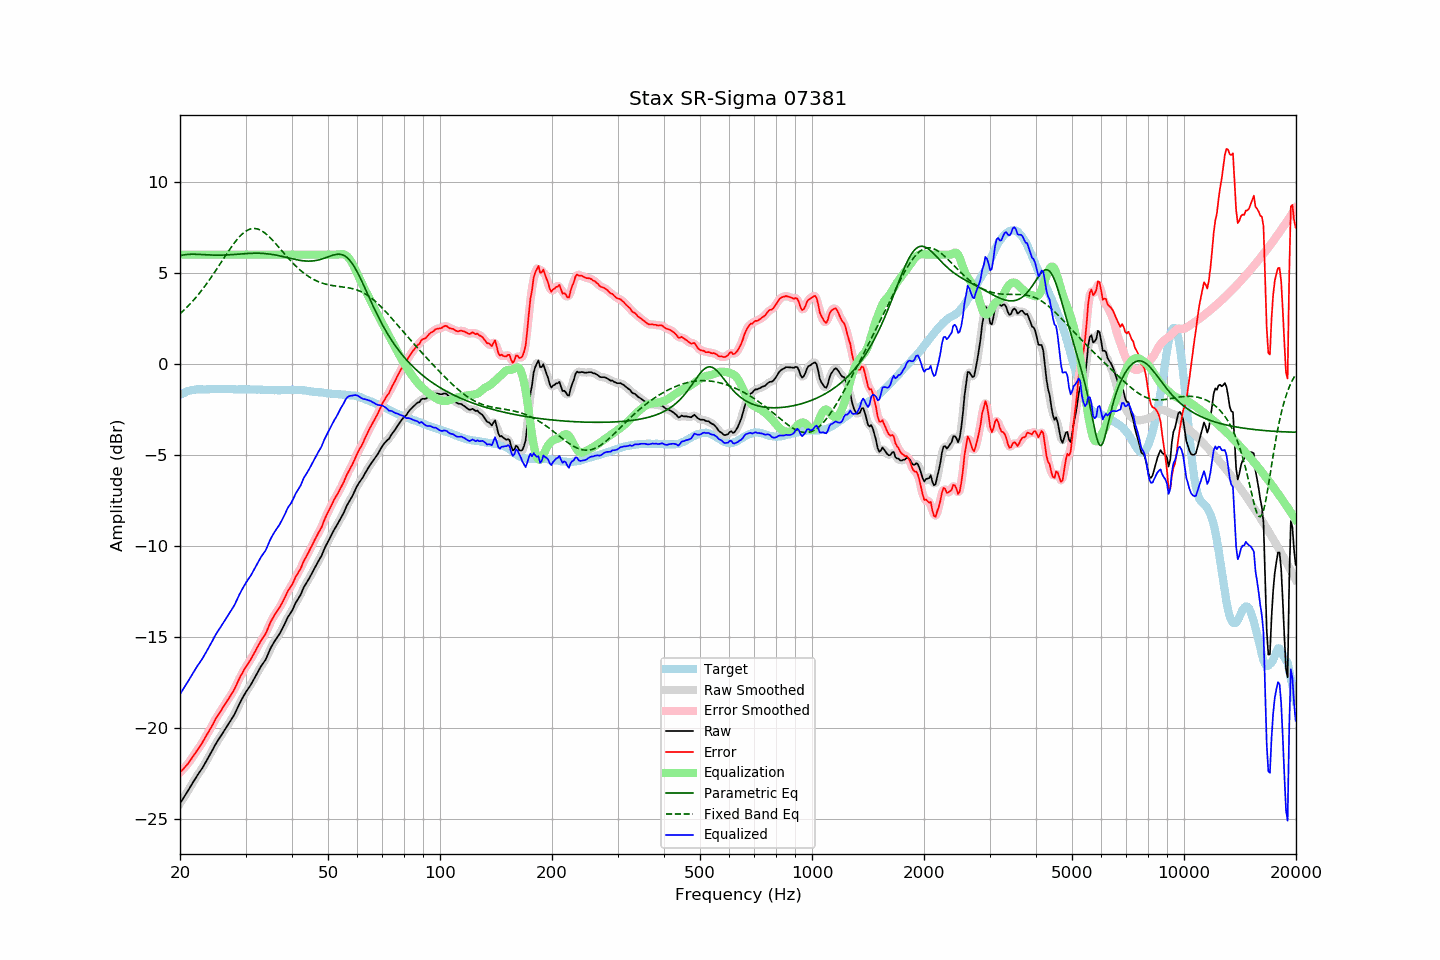 Stax SR-Sigma 07381
Amplitude (dBr)
10
5
0
−5
−10
−15
−20
−25
Target
Raw Smoothed
Error Smoothed
Raw
Error
Equalization
Parametric Eq
Fixed Band Eq
Equalized
20
50
100
200
500
1000
2000
5000
10000
20000
Frequency (Hz)